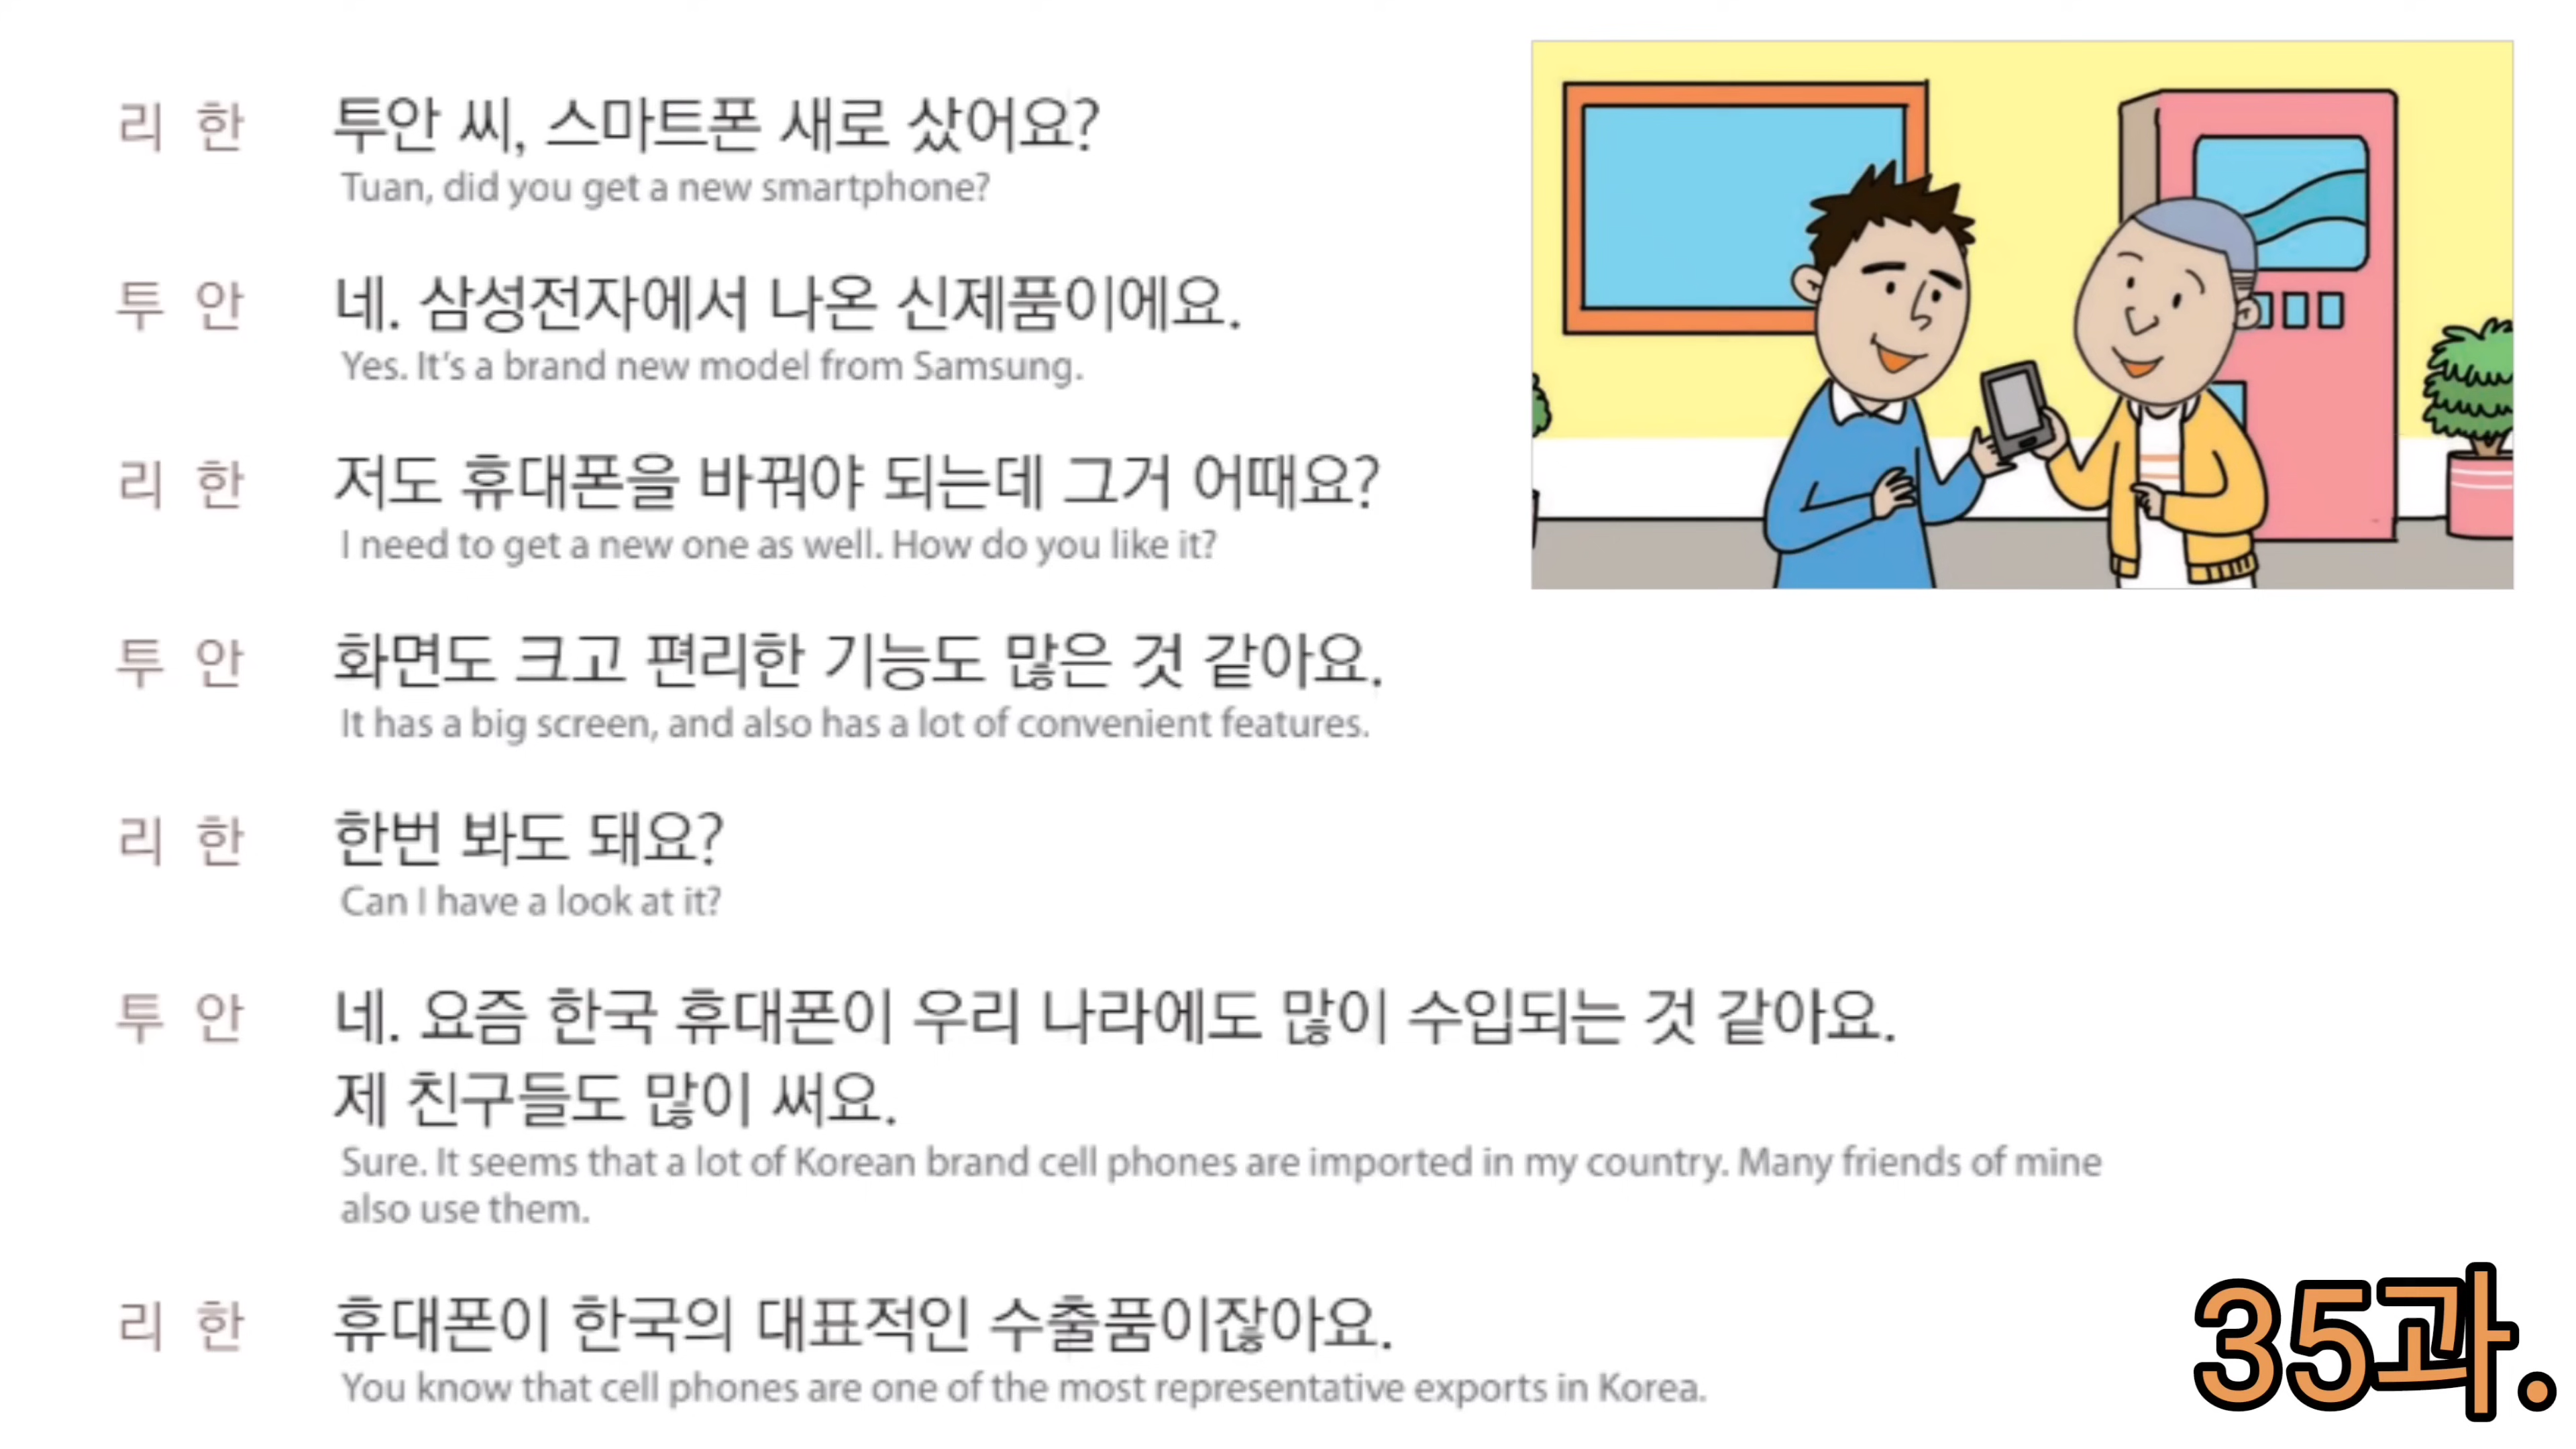 리 한 투안 씨, 스마트폰 새로 샀어요?
Tuan, did you get a new smartphone?
투 안 네. 삼성전자에서 나온 신제품이에요.
Yes. It's a brand new model from Samsung.
리 한 저도 휴대폰을 바꿔야 되는데 그거 어때요?
I need to get a new one as well. How do you like it?
투 안 화면도 크고 편리한 기능도 많은 것 같아요.
It has a big screen, and also has a lot of convenient features.
리 한 한번 봐도 돼요?
Can I have a look at it?
투 안 네. 요즘 한국 휴대폰이 우리 나라에도 많이 수입되는 것 같아요.
제 친구들도 많이 써요.
Sure. It seems that a lot of Korean brand cell phones are imported in my country. Many friends of mine
also use them.
리 한 휴대폰이 한국의 대표적인 수출품이잖아요.
You know that cell phones are one of the most representative exports in Korea.
35과.